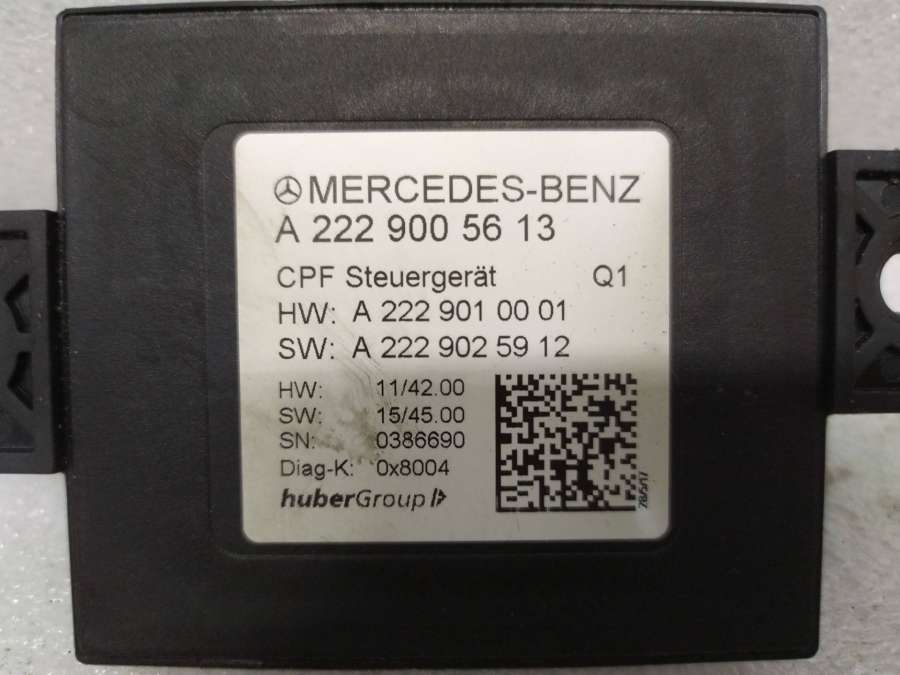 MERCEDES-BENZ
A 222 900 56 13
CPF Steuergerät Q1
HW: A 222 901 00 01
SW: A 222 902 59 12
HW: 11/42.00
SW: 15/45.00
SN: 0386690
Diag-K: 0x8004
huberGroup